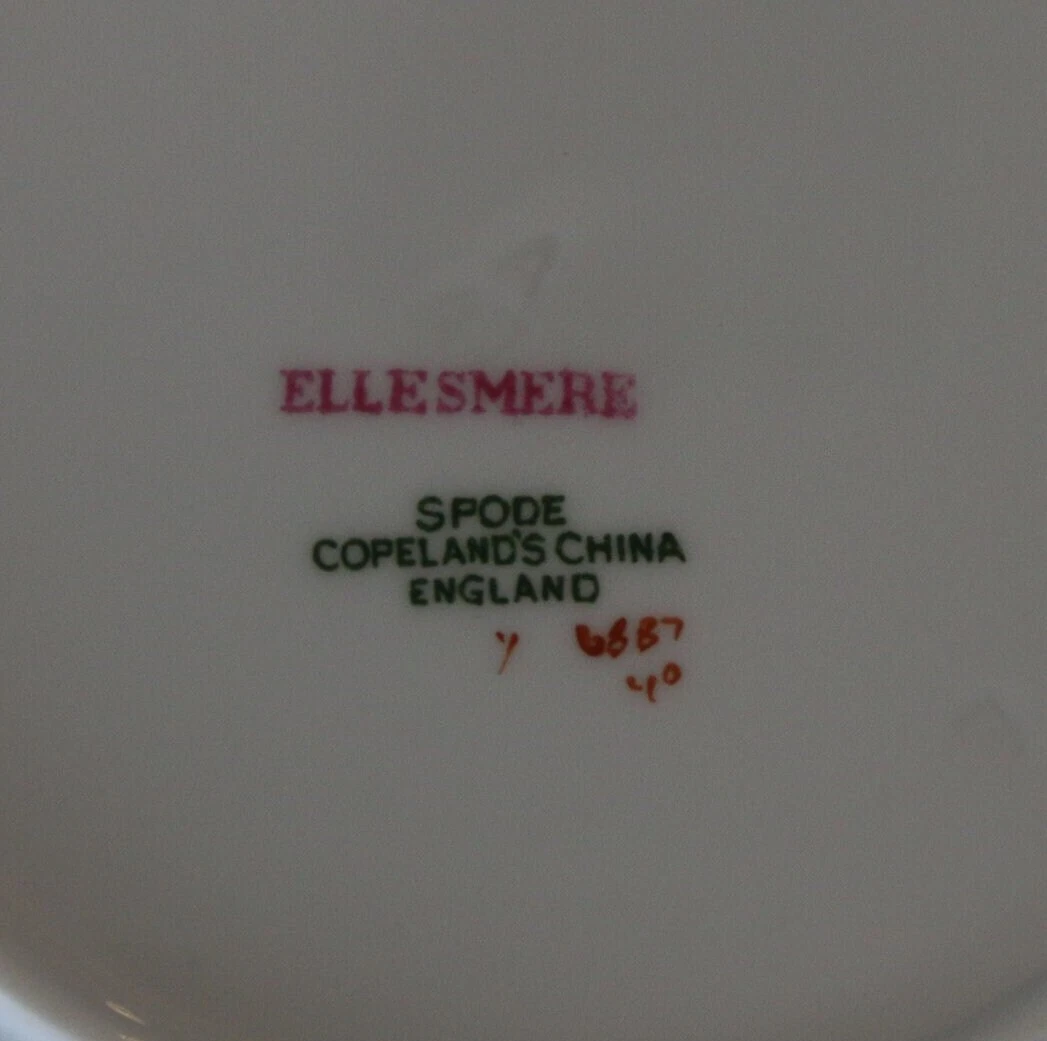 ELLESMERE
SPODE
COPELAND'S CHINA
ENGLAND
Y 6887
40